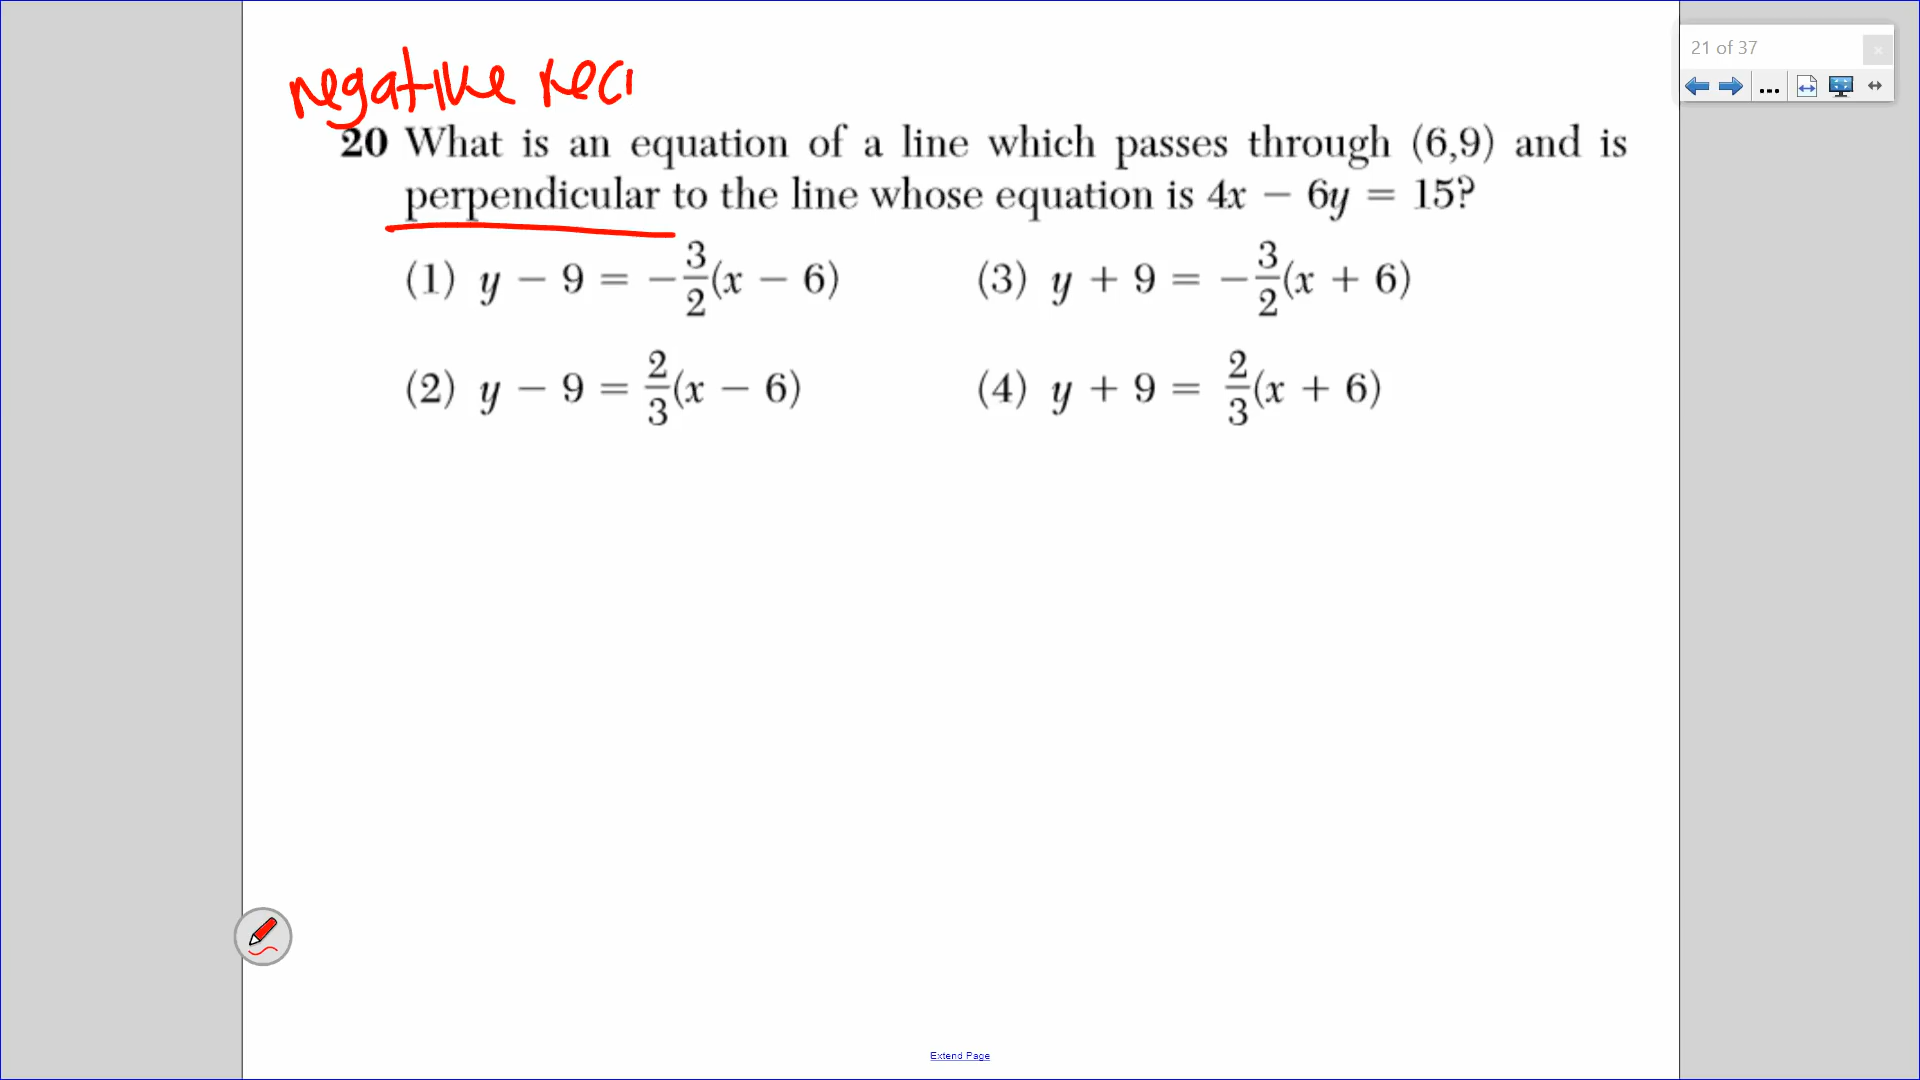 21 of 37
negative reci
20 What is an equation of a line which passes through (6,9) and is
perpendicular to the line whose equation is 4x − 6y = 15?
(1) y − 9 = −3/2(x − 6) (3) y + 9 = −3/2(x + 6)
(2) y − 9 = 2/3(x − 6) (4) y + 9 = 2/3(x + 6)
Extend Page